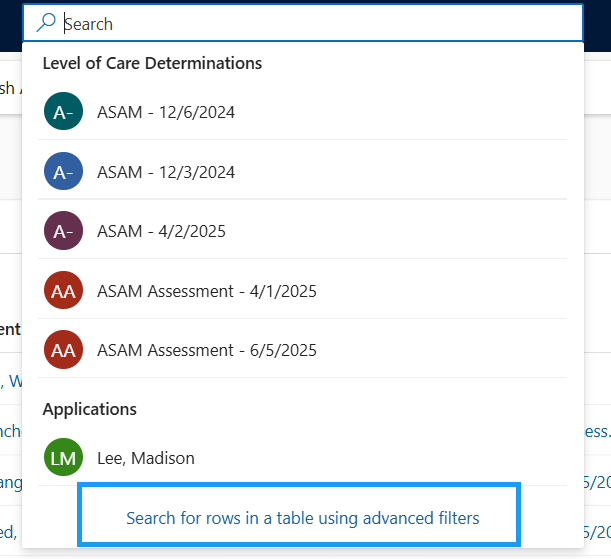 Search
Level of Care Determinations
A- ASAM - 12/6/2024
A- ASAM - 12/3/2024
A- ASAM - 4/2/2025
AA ASAM Assessment - 4/1/2025
AA ASAM Assessment - 6/5/2025
Applications
LM Lee, Madison
Search for rows in a table using advanced filters